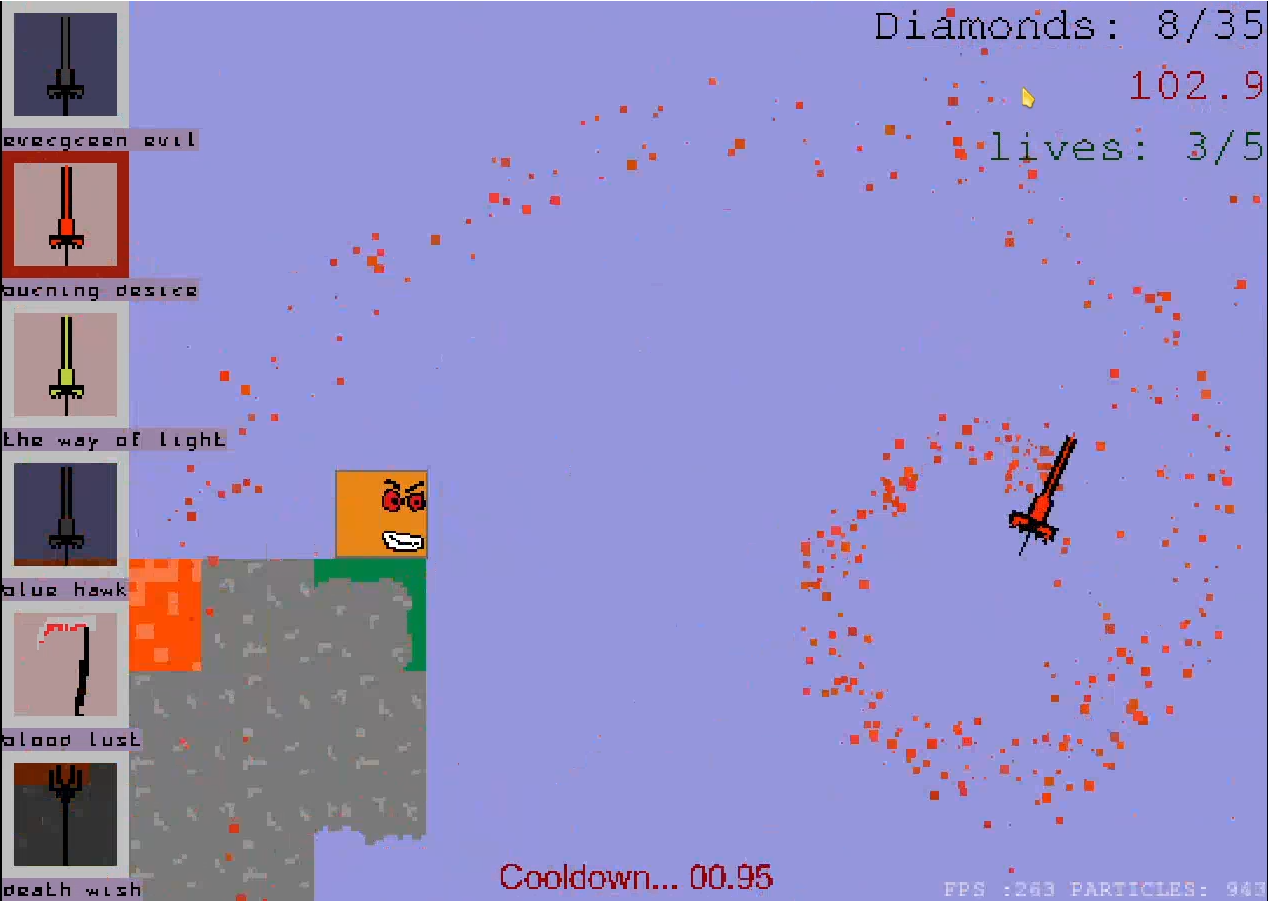 Diamonds: 8/35
102.9
lives: 3/5
evergreen evil
burning desire
the way of light
blue hawk
blood lust
death wish
Cooldown... 00.95
FPS :263 PARTICLES: 943